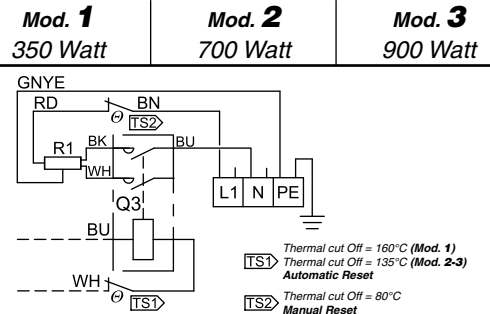 Mod. 1 Mod. 2 Mod. 3
350 Watt 700 Watt 900 Watt
GNYE
RD BN
Θ TS2
R1 BK BU
WH
L1 N PE
Q3
BU
Thermal cut Off = 160°C (Mod. 1)
TS1 Thermal cut Off = 135°C (Mod. 2-3)
Automatic Reset
WH
Θ TS1
Thermal cut Off = 80°C
TS2
Manual Reset